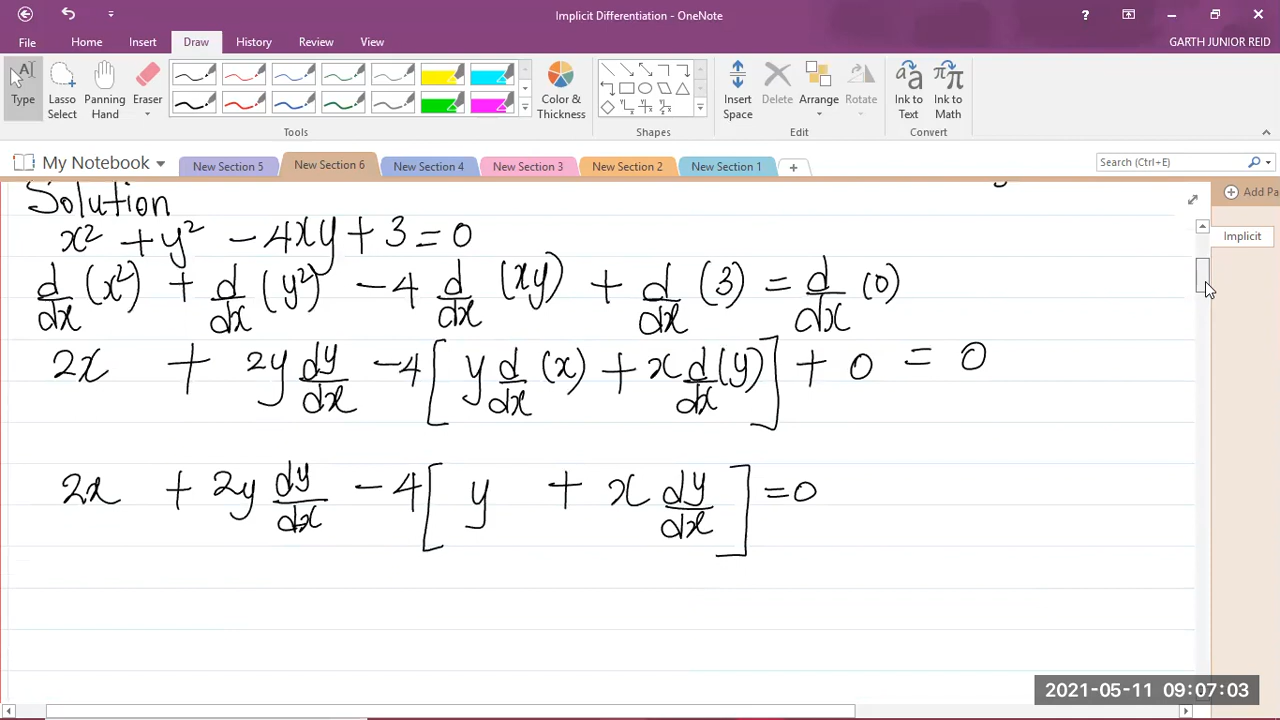 Implicit Differentiation - OneNote
GARTH JUNIOR REID
File Home Insert Draw History Review View
Type
Lasso Select
Panning Hand
Eraser
Color & Thickness
Insert Space
Delete
Arrange
Rotate
Ink to Text
Ink to Math
Tools
Shapes
Edit
Convert
My Notebook
New Section 5
New Section 6
New Section 4
New Section 3
New Section 2
New Section 1
Search (Ctrl+E)
Add Pa
Implicit
Solution
x² + y² - 4xy + 3 = 0
d/dx (x²) + d/dx (y²) - 4 d/dx (xy) + d/dx (3) = d/dx (0)
2x + 2y dy/dx - 4 [ y d/dx (x) + x d/dx (y) ] + 0 = 0
2x + 2y dy/dx - 4 [ y + x dy/dx ] = 0
2021-05-11 09:07:03